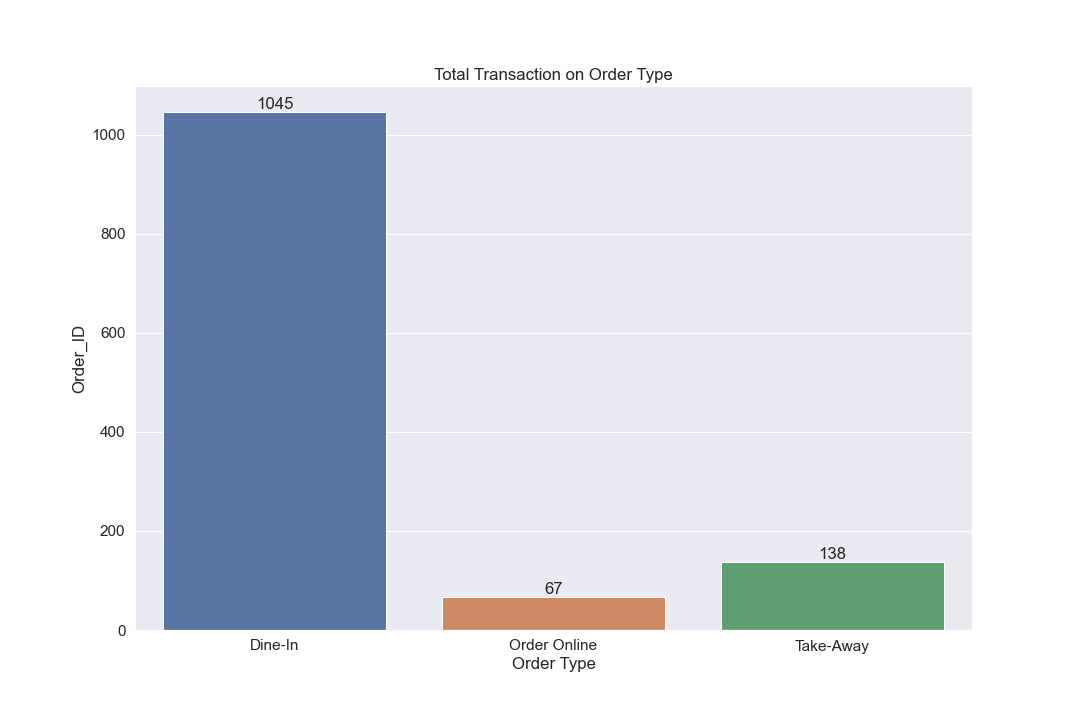 Total Transaction on Order Type
1045
1000
800
600
400
200
0
Order_ID
67
138
Dine-In
Order Online
Take-Away
Order Type